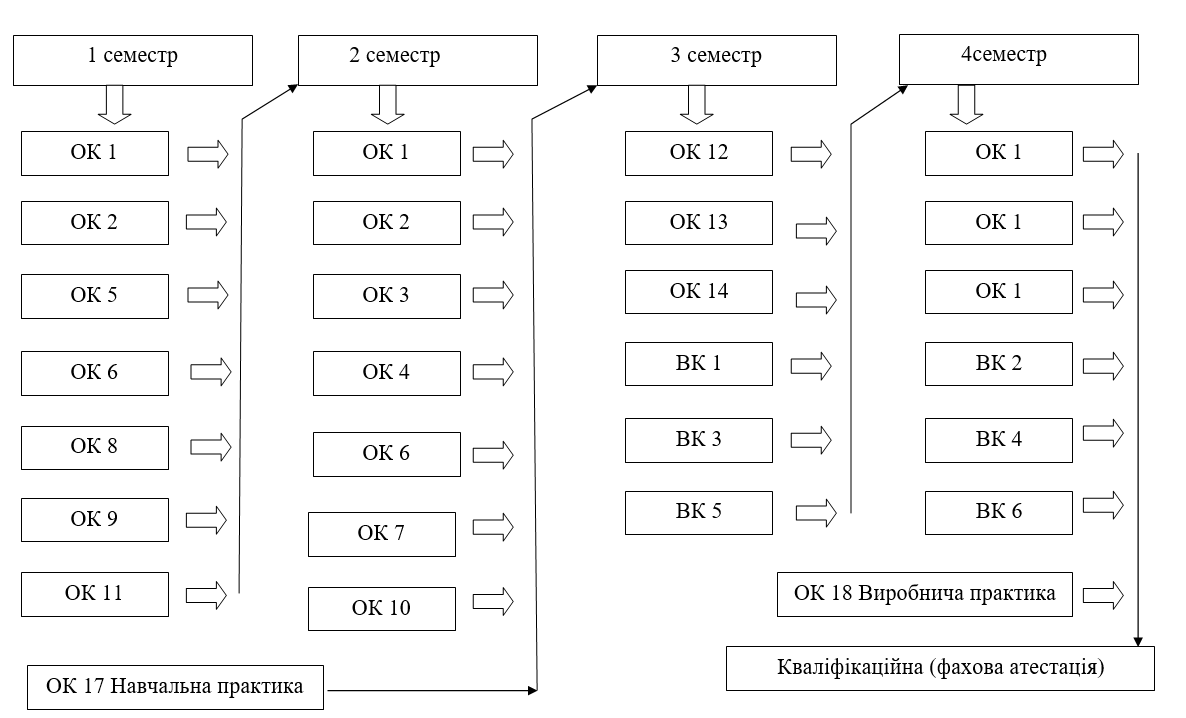 1 семестр
2 семестр
3 семестр
4семестр
ОК 1
ОК 1
ОК 12
ОК 1
ОК 2
ОК 2
ОК 13
ОК 1
ОК 5
ОК 3
ОК 14
ОК 1
ОК 6
ОК 4
ВК 1
ВК 2
ОК 8
ОК 6
ВК 3
ВК 4
ОК 9
ОК 7
ВК 5
ВК 6
ОК 11
ОК 10
ОК 18 Виробнича практика
ОК 17 Навчальна практика
Кваліфікаційна (фахова атестація)